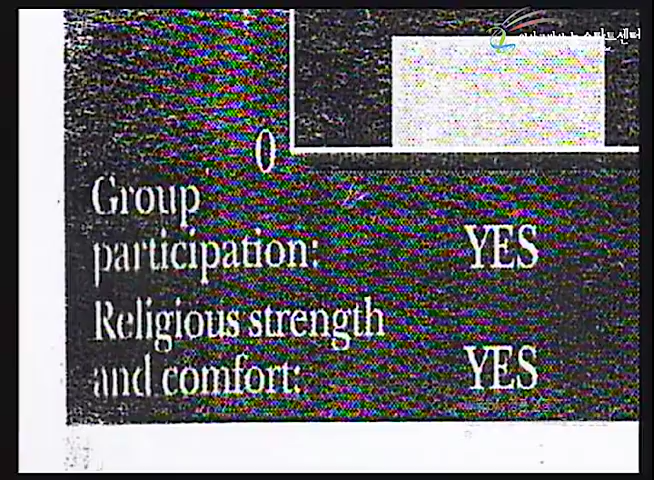 0
Group
participation:
YES
Religious strength
and comfort:
YES